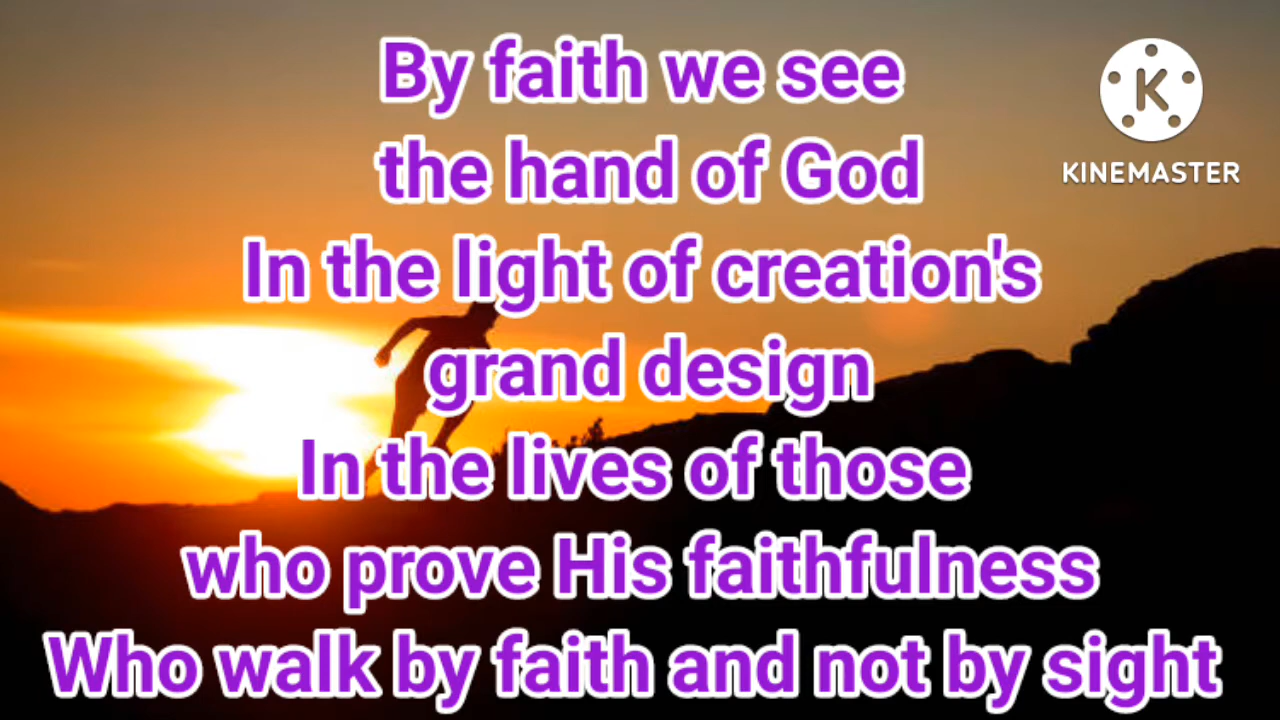 By faith we see
the hand of God
In the light of creation's
grand design
In the lives of those
who prove His faithfulness
Who walk by faith and not by sight
K
KINEMASTER